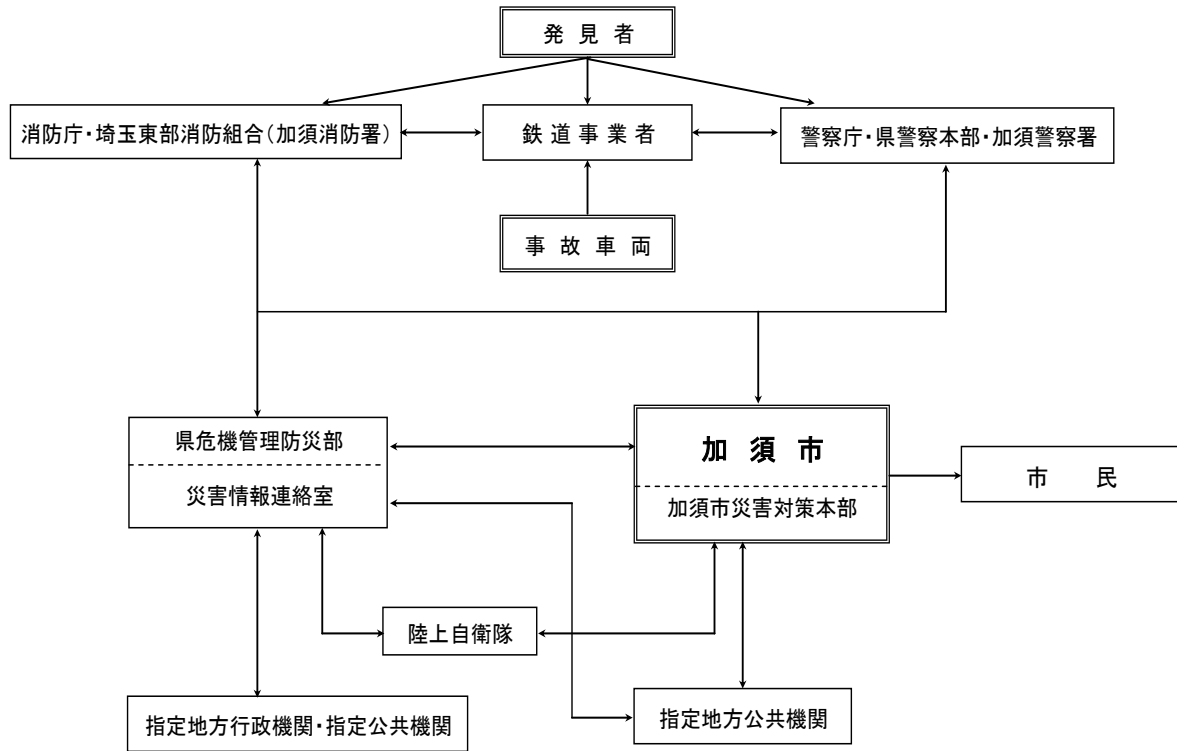 発見者
消防庁・埼玉東部消防組合(加須消防署)
鉄道事業者
警察庁・県警察本部・加須警察署
事故車両
県危機管理防災部
災害情報連絡室
加須市
加須市災害対策本部
市民
陸上自衛隊
指定地方行政機関・指定公共機関
指定地方公共機関